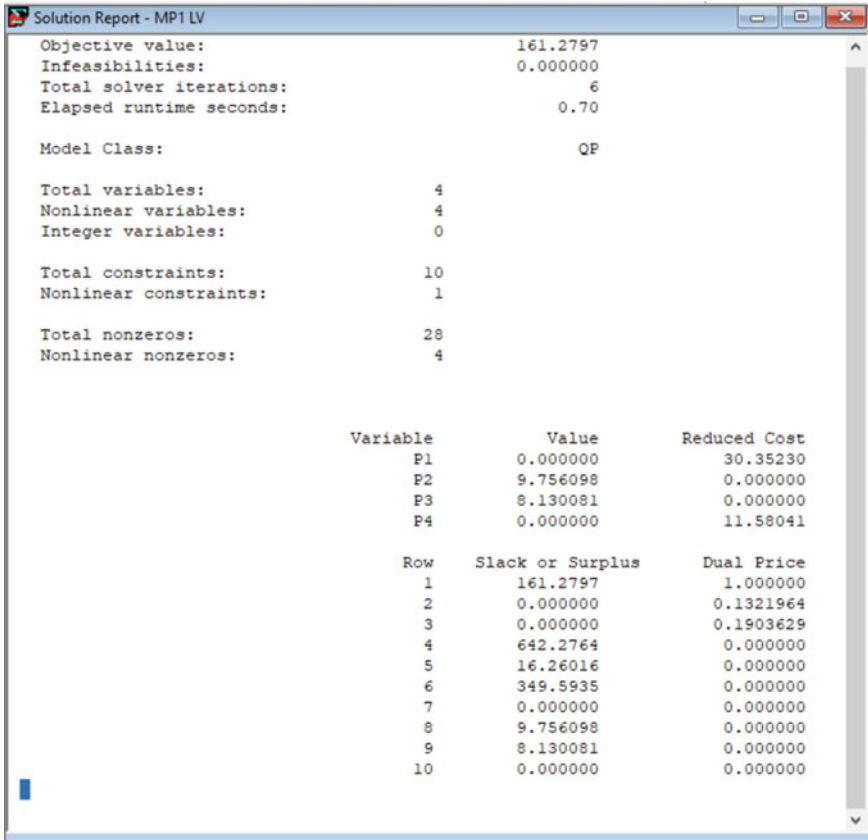 Solution Report - MP1 LV
Objective value: 161.2797
Infeasibilities: 0.000000
Total solver iterations: 6
Elapsed runtime seconds: 0.70
Model Class: QP
Total variables: 4
Nonlinear variables: 4
Integer variables: 0
Total constraints: 10
Nonlinear constraints: 1
Total nonzeros: 28
Nonlinear nonzeros: 4
Variable Value Reduced Cost
P1 0.000000 30.35230
P2 9.756098 0.000000
P3 8.130081 0.000000
P4 0.000000 11.58041
Row Slack or Surplus Dual Price
1 161.2797 1.000000
2 0.000000 0.1321964
3 0.000000 0.1903629
4 642.2764 0.000000
5 16.26016 0.000000
6 349.5935 0.000000
7 0.000000 0.000000
8 9.756098 0.000000
9 8.130081 0.000000
10 0.000000 0.000000